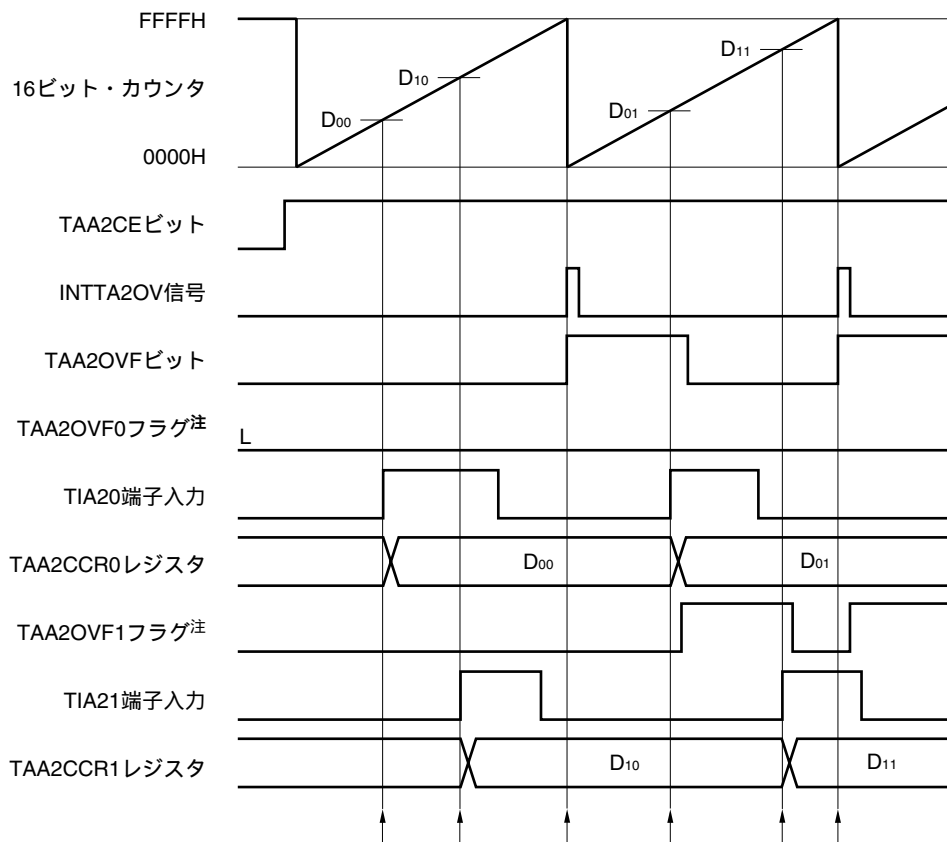 FFFFH
D11
D10
16ビット・カウンタ
D01
D00
0000H
TAA2CEビット
INTTA2OV信号
TAA2OVFビット
TAA2OVF0フラグ注
L
TIA20端子入力
TAA2CCR0レジスタ
D00
D01
TAA2OVF1フラグ注
TIA21端子入力
TAA2CCR1レジスタ
D10
D11